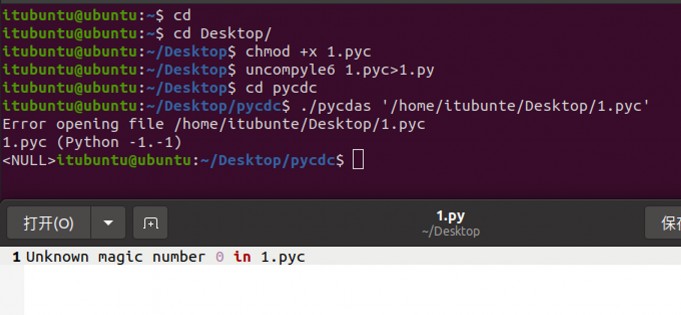 itubuntu@ubuntu:~$ cd
itubuntu@ubuntu:~$ cd Desktop/
itubuntu@ubuntu:~/Desktop$ chmod +x 1.pyc
itubuntu@ubuntu:~/Desktop$ uncompyle6 1.pyc>1.py
itubuntu@ubuntu:~/Desktop$ cd pycdc
itubuntu@ubuntu:~/Desktop/pycdc$ ./pycdas '/home/itubunte/Desktop/1.pyc'
Error opening file /home/itubunte/Desktop/1.pyc
1.pyc (Python -1.-1)
<NULL>itubuntu@ubuntu:~/Desktop/pycdc$
打开(O)
1.py
~/Desktop
保存
1 Unknown magic number 0 in 1.pyc